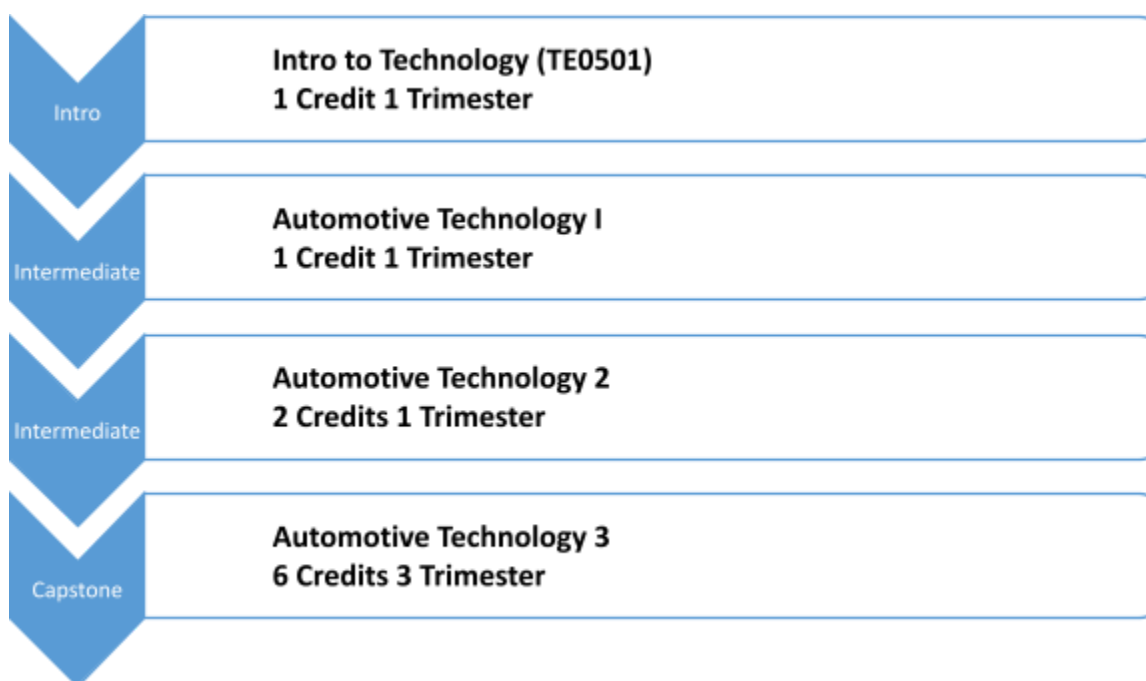 Intro
Intro to Technology (TE0501)
1 Credit 1 Trimester
Intermediate
Automotive Technology I
1 Credit 1 Trimester
Intermediate
Automotive Technology 2
2 Credits 1 Trimester
Capstone
Automotive Technology 3
6 Credits 3 Trimester